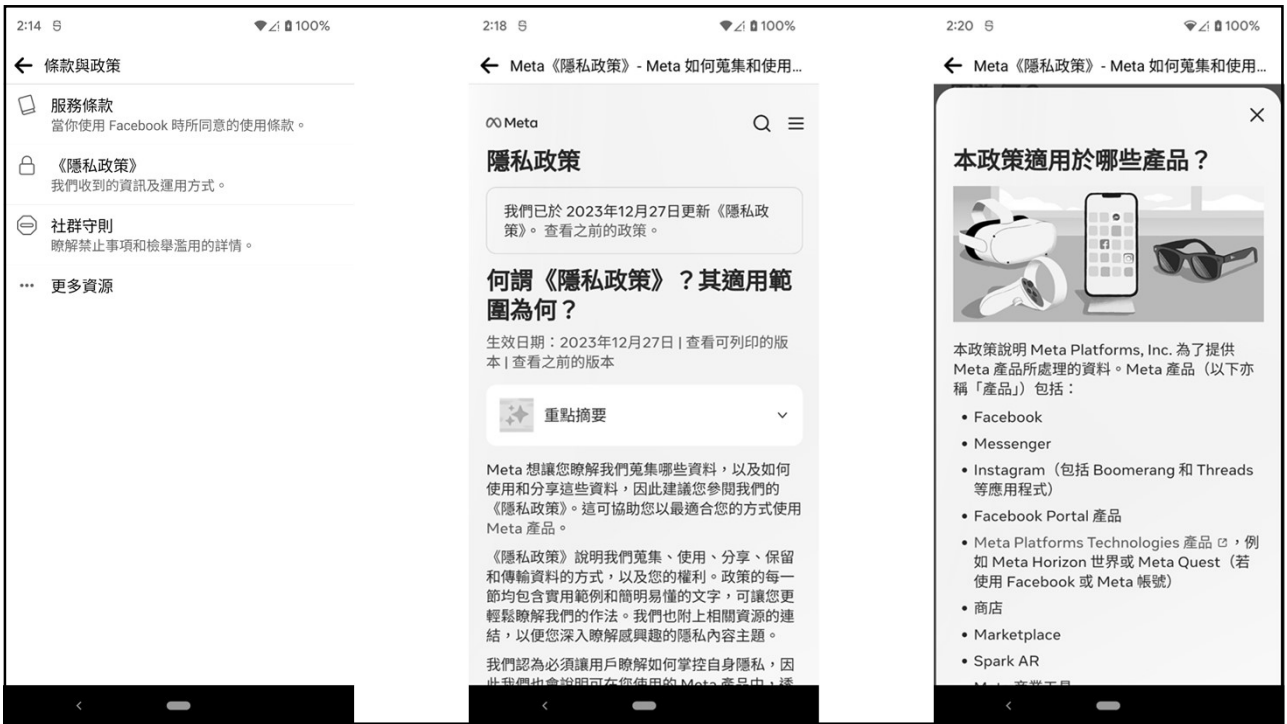 2:14 100%
條款與政策
服務條款
當你使用 Facebook 時所同意的使用條款。
《隱私政策》
我們收到的資訊及運用方式。
社群守則
瞭解禁止事項和檢舉濫用的詳情。
更多資源
2:18 100%
Meta《隱私政策》- Meta 如何蒐集和使用...
Meta
隱私政策
我們已於 2023年12月27日更新《隱私政
策》。查看之前的政策。
何謂《隱私政策》？其適用範
圍為何？
生效日期：2023年12月27日 | 查看可列印的版
本 | 查看之前的版本
重點摘要
Meta 想讓您瞭解我們蒐集哪些資料，以及如何
使用和分享這些資料，因此建議您參閱我們的
《隱私政策》。這可協助您以最適合您的方式使用
Meta 產品。
《隱私政策》說明我們蒐集、使用、分享、保留
和傳輸資料的方式，以及您的權利。政策的每一
節均包含實用範例和簡明易懂的文字，可讓您更
輕鬆瞭解我們的作法。我們也附上相關資源的連
結，以便您深入瞭解感興趣的隱私內容主題。
我們認為必須讓用戶瞭解如何掌控自身隱私，因
此我們也會說明可在您使用的 Meta 產品中，透
2:20 100%
Meta《隱私政策》- Meta 如何蒐集和使用...
本政策適用於哪些產品？
本政策說明 Meta Platforms, Inc. 為了提供
Meta 產品所處理的資料。Meta 產品（以下亦
稱「產品」）包括：
• Facebook
• Messenger
• Instagram（包括 Boomerang 和 Threads
等應用程式）
• Facebook Portal 產品
• Meta Platforms Technologies 產品，例
如 Meta Horizon 世界或 Meta Quest（若
使用 Facebook 或 Meta 帳號）
• 商店
• Marketplace
• Spark AR